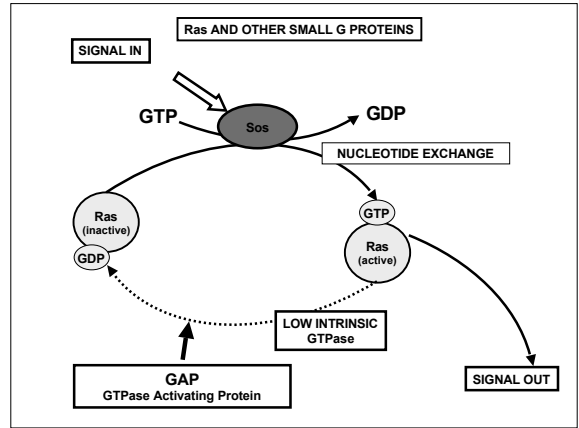 Ras AND OTHER SMALL G PROTEINS
SIGNAL IN
GTP
Sos
GDP
NUCLEOTIDE EXCHANGE
Ras
(inactive)
GDP
GTP
Ras
(active)
LOW INTRINSIC
GTPase
GAP
GTPase Activating Protein
SIGNAL OUT